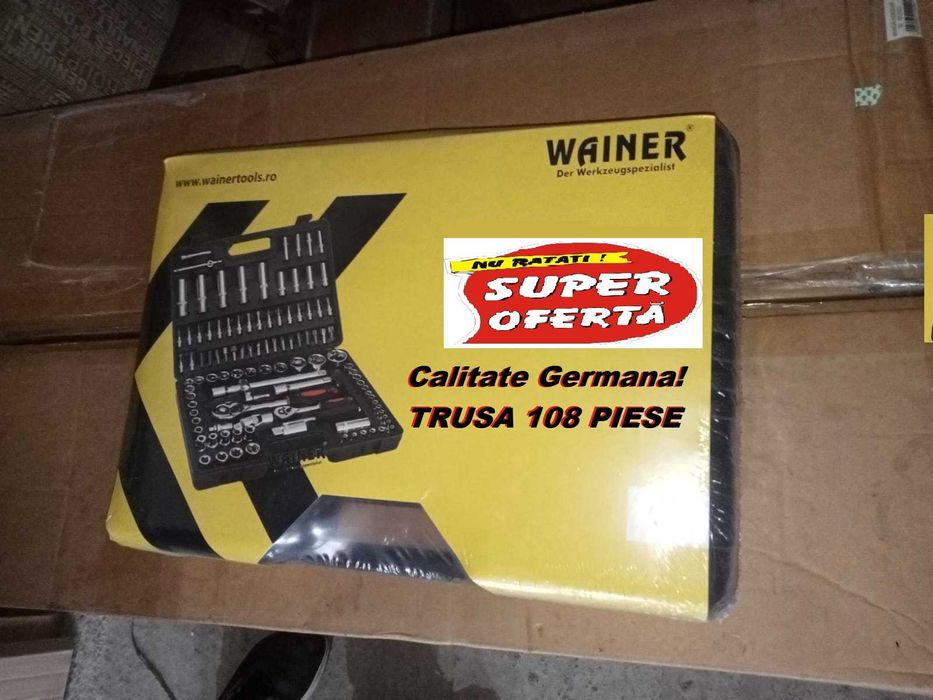 WAINER®
Der Werkzeugspezialist
www.wainertools.ro
NU RATATI !
SUPER
OFERTĂ
Calitate Germana!
TRUSA 108 PIESE
WAINER